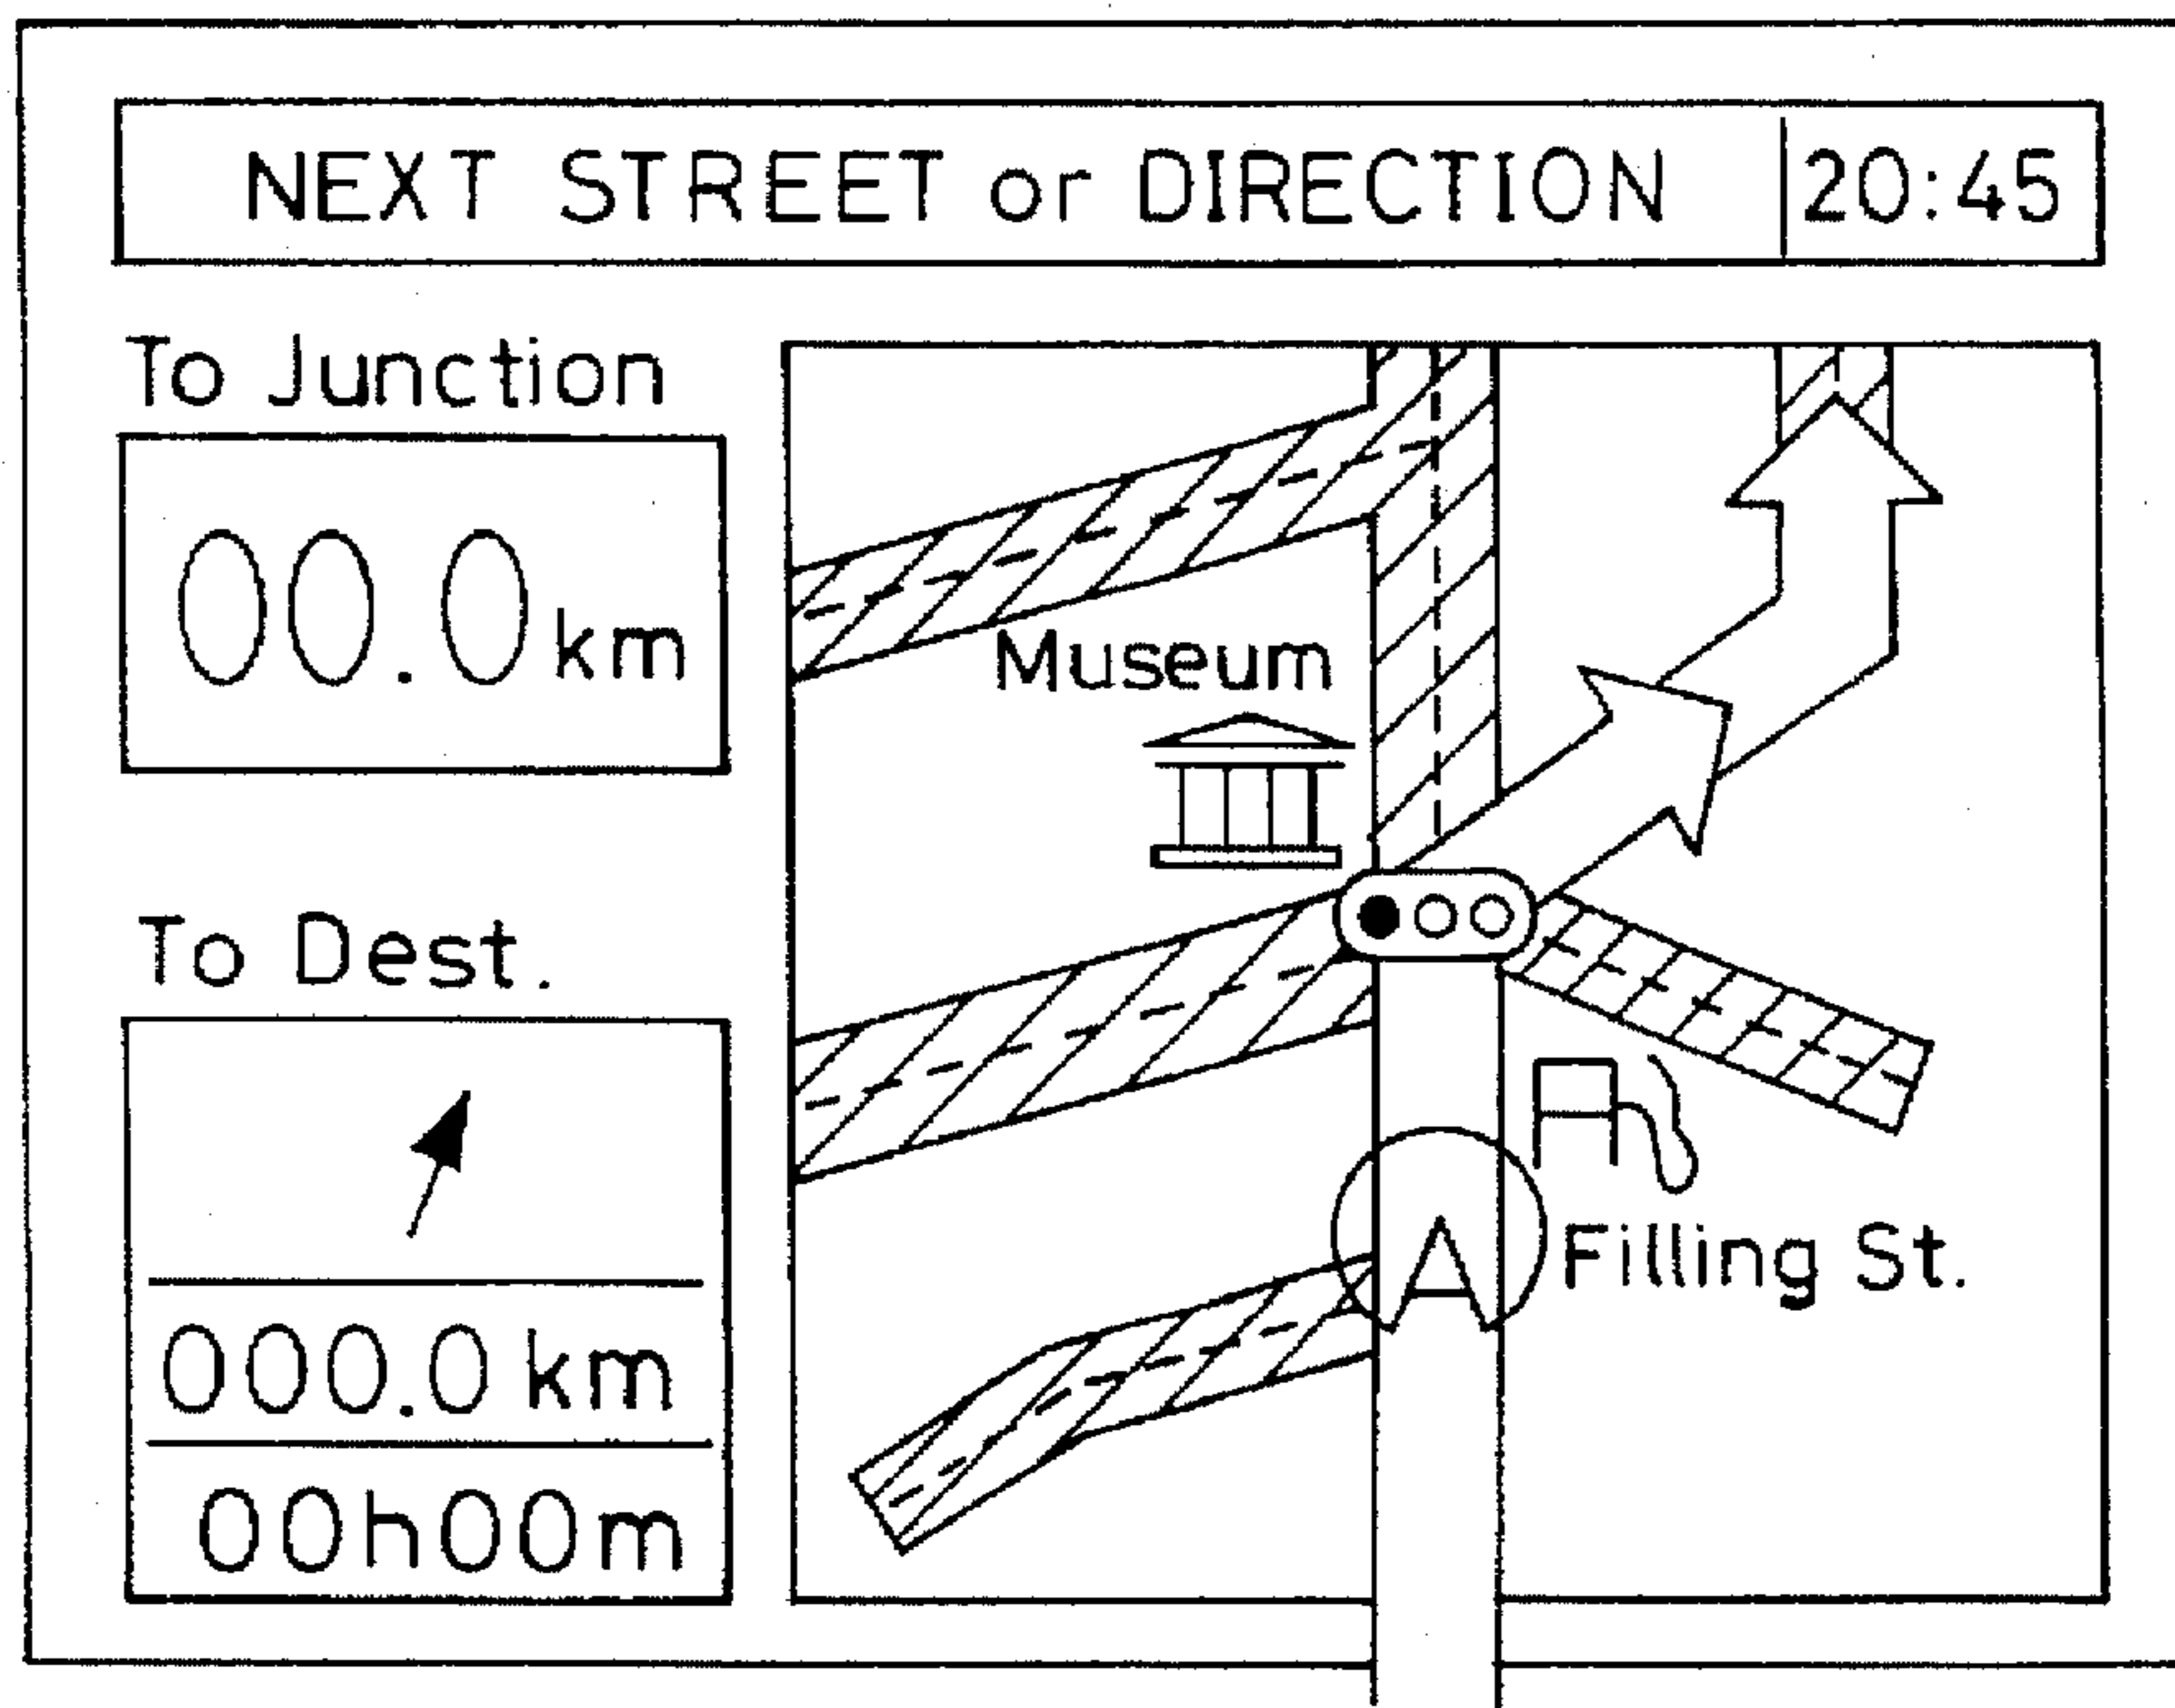 NEXT STREET or DIRECTION 20:45
To Junction
00.0km
Museum
To Dest.
Filling St.
000.0km
00h00m